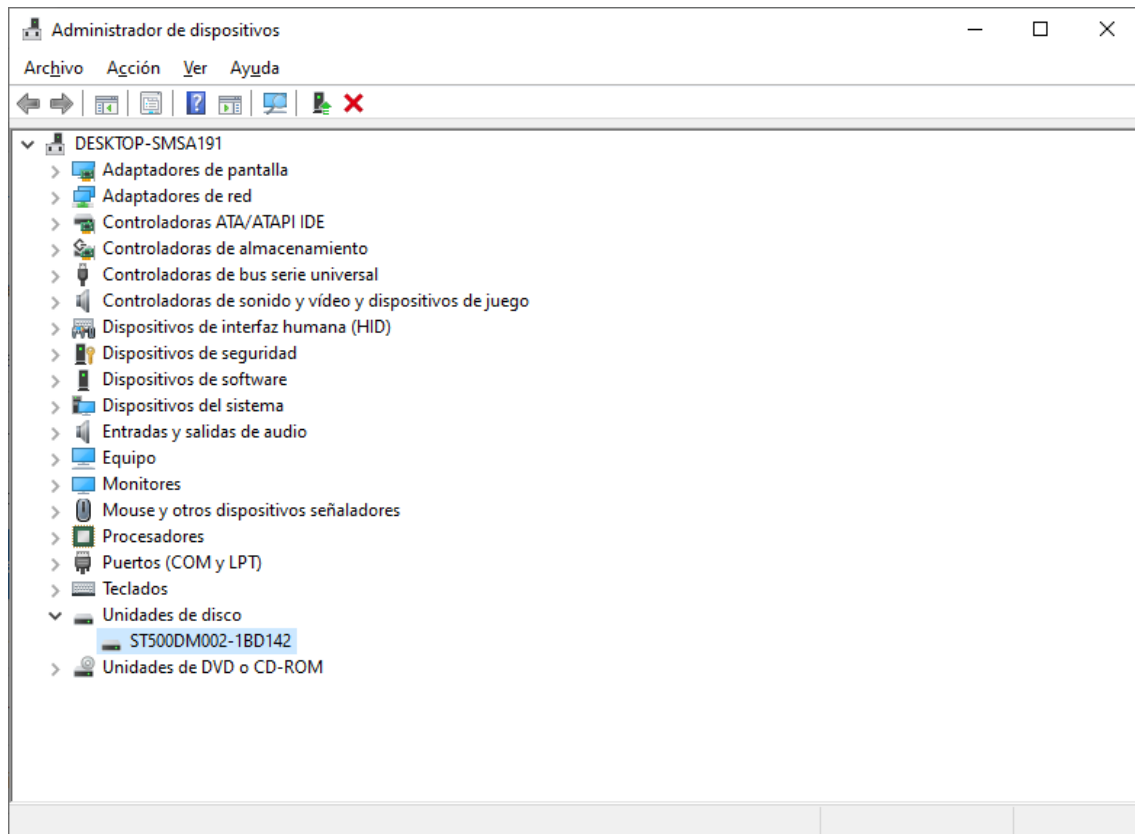 Administrador de dispositivos
Archivo Acción Ver Ayuda
DESKTOP-SMSA191
Adaptadores de pantalla
Adaptadores de red
Controladoras ATA/ATAPI IDE
Controladoras de almacenamiento
Controladoras de bus serie universal
Controladoras de sonido y vídeo y dispositivos de juego
Dispositivos de interfaz humana (HID)
Dispositivos de seguridad
Dispositivos de software
Dispositivos del sistema
Entradas y salidas de audio
Equipo
Monitores
Mouse y otros dispositivos señaladores
Procesadores
Puertos (COM y LPT)
Teclados
Unidades de disco
ST500DM002-1BD142
Unidades de DVD o CD-ROM